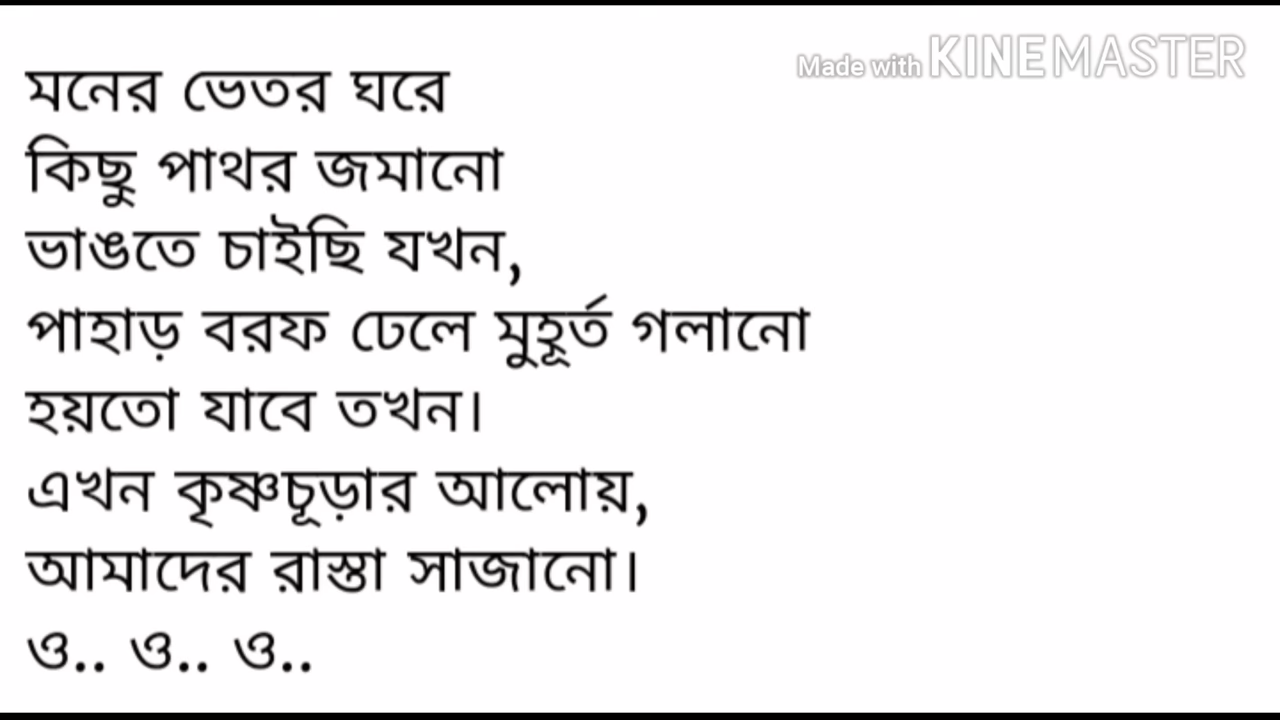 Made with KINEMASTER
মনের ভেতর ঘরে
কিছু পাথর জমানো
ভাঙতে চাইছি যখন,
পাহাড় বরফ ঢেলে মুহূর্ত গলানো
হয়তো যাবে তখন।
এখন কৃষ্ণচূড়ার আলোয়,
আমাদের রাস্তা সাজানো।
ও.. ও.. ও..